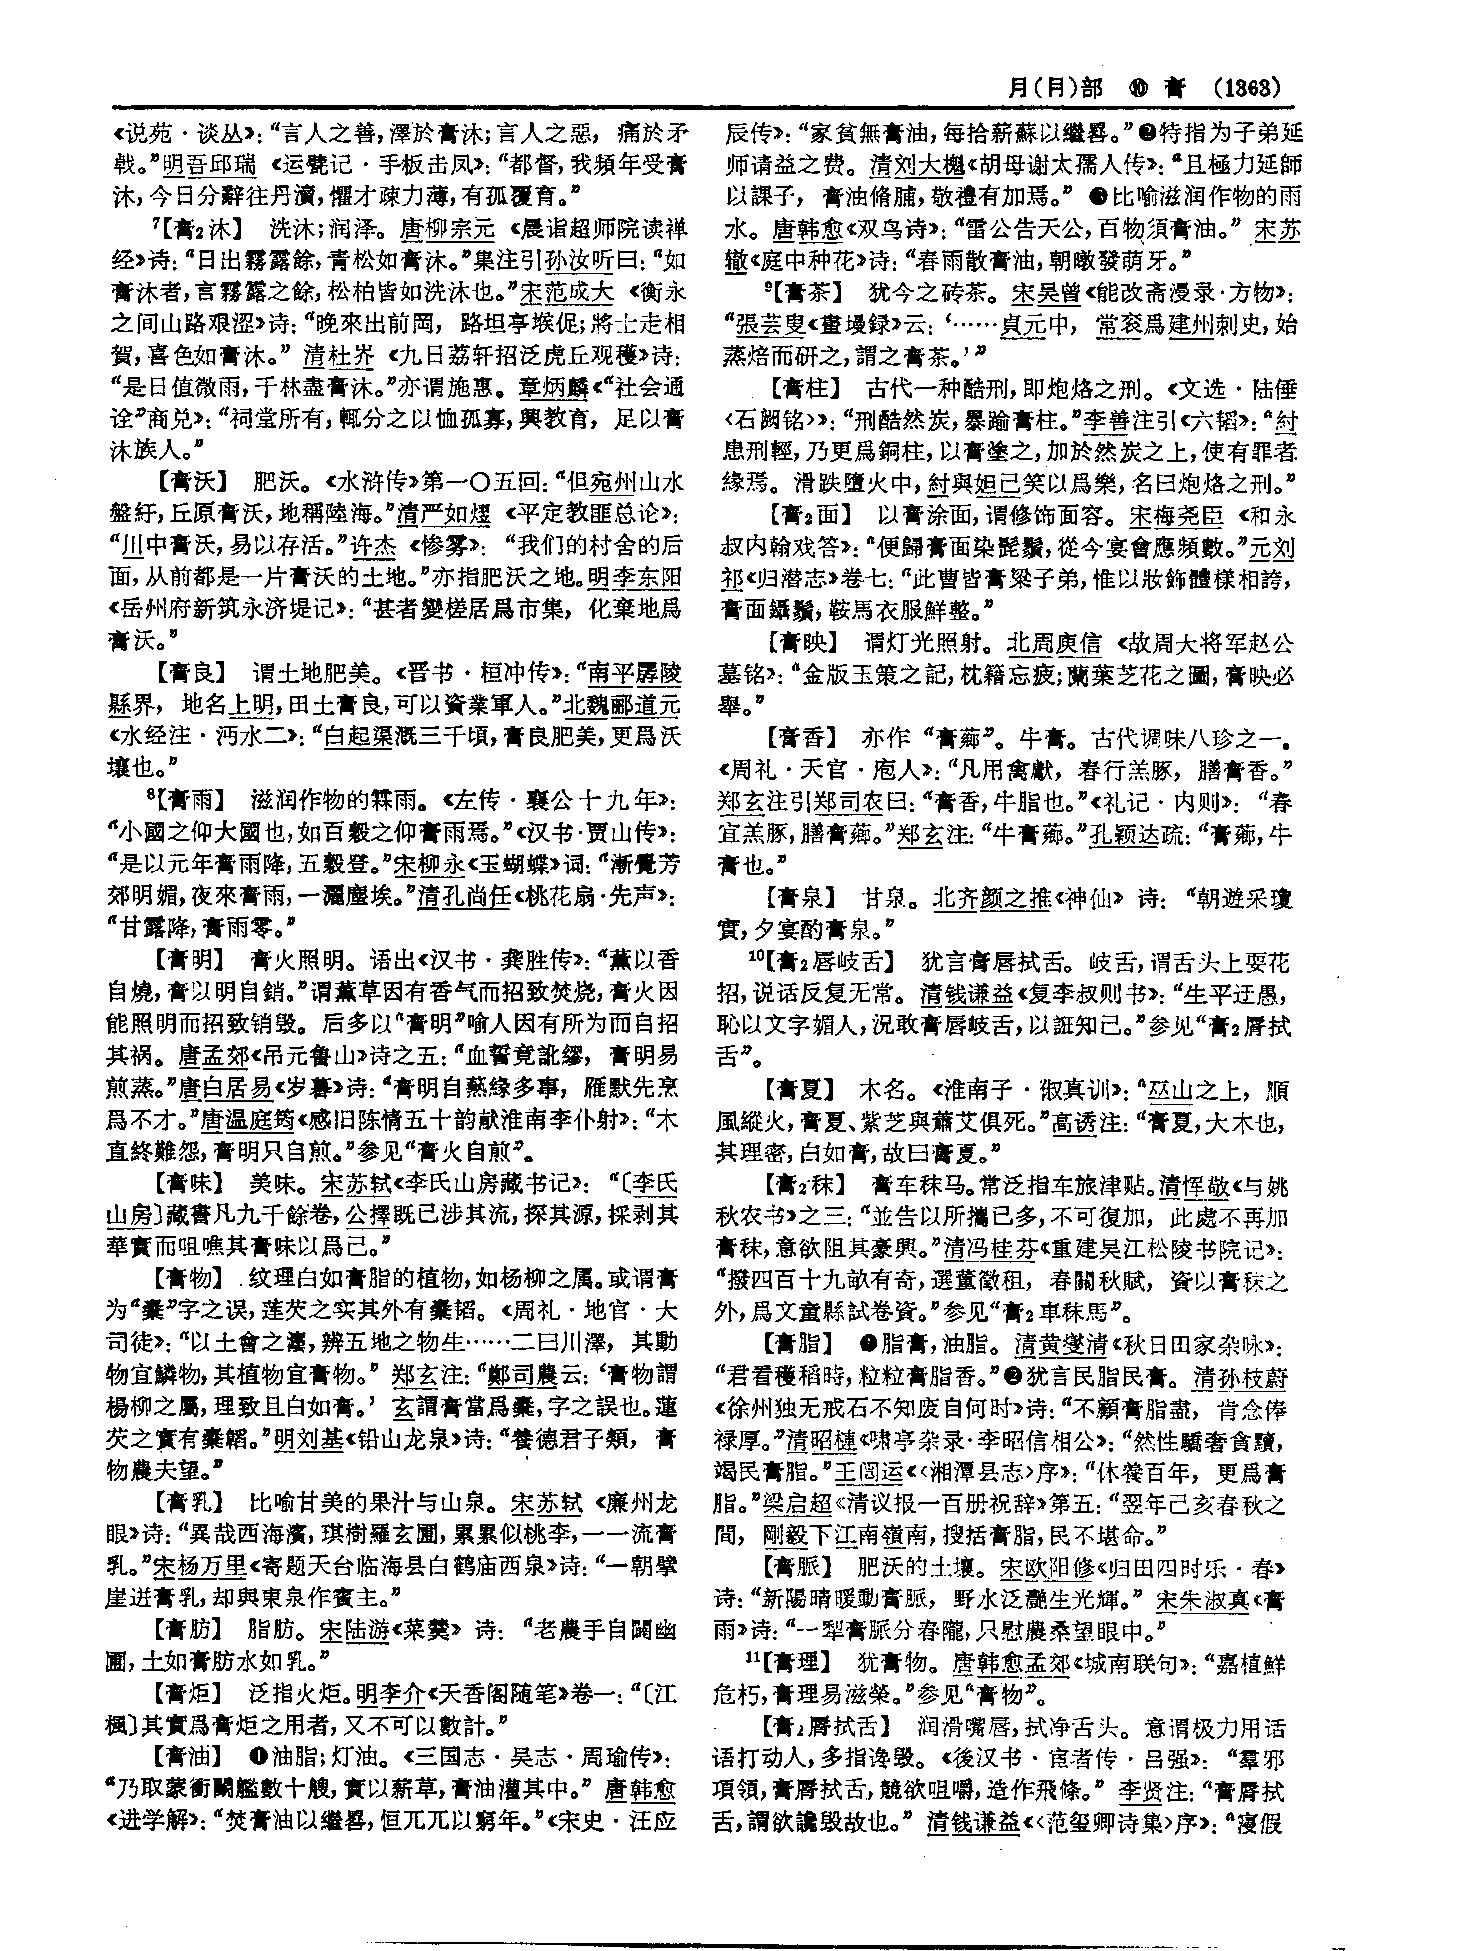 月(⺼)部 ⑩ 膏 (1363)
《说苑·谈丛》：“言人之善，澤於膏沐；言人之惡，痛於矛
戟。”明吾邱瑞《运甓记·手板击凤》：“都督，我頻年受膏
沐，今日分辭往丹瀆，懼才疎力薄，有孤覆育。”
7【膏2沐】 洗沐；润泽。唐柳宗元《晨诣超师院读禅
经》诗：“日出霧露餘，青松如膏沐。”集注引孙汝听曰：“如
膏沐者，言霧露之餘，松柏皆如洗沐也。”宋范成大《衡永
之间山路艰涩》诗：“晚來出前岡，路坦亭堠促；將士走相
賀，喜色如膏沐。”清杜岕《九日荔轩招泛虎丘观穫》诗：
“是日值微雨，千林盡膏沐。”亦谓施惠。章炳麟《“社会通
诠”商兑》：“祠堂所有，輒分之以恤孤寡，興教育，足以膏
沐族人。”
【膏沃】 肥沃。《水浒传》第一〇五回：“但宛州山水
盤紆，丘原膏沃，地稱陸海。”清严如熤《平定教匪总论》：
“川中膏沃，易以存活。”许杰《惨雾》：“我们的村舍的后
面，从前都是一片膏沃的土地。”亦指肥沃之地。明李东阳
《岳州府新筑永济堤记》：“甚者變槎居爲市集，化棄地爲
膏沃。”
【膏良】 谓土地肥美。《晋书·桓冲传》：“南平孱陵
縣界，地名上明，田土膏良，可以資業軍人。”北魏郦道元
《水经注·沔水二》：“白起渠溉三千頃，膏良肥美，更爲沃
壤也。”
8【膏雨】 滋润作物的霖雨。《左传·襄公十九年》：
“小國之仰大國也，如百穀之仰膏雨焉。”《汉书·贾山传》：
“是以元年膏雨降，五穀登。”宋柳永《玉蝴蝶》词：“漸覺芳
郊明媚，夜來膏雨，一灑塵埃。”清孔尚任《桃花扇·先声》：
“甘露降，膏雨零。”
【膏明】 膏火照明。语出《汉书·龚胜传》：“薰以香
自燒，膏以明自銷。”谓薰草因有香气而招致焚烧，膏火因
能照明而招致销毁。后多以“膏明”喻人因有所为而自招
其祸。唐孟郊《吊元鲁山》诗之五：“血誓竟訛繆，膏明易
煎蒸。”唐白居易《岁暮》诗：“膏明自爇緣多事，雁默先烹
爲不才。”唐温庭筠《感旧陈情五十韵献淮南李仆射》：“木
直終難怨，膏明只自煎。”参见“膏火自煎”。
【膏味】 美味。宋苏轼《李氏山房藏书记》：“〔李氏
山房〕藏書凡九千餘卷，公擇既已涉其流，探其源，採剥其
華實而咀嚼其膏味以爲己。”
【膏物】 纹理白如膏脂的植物，如杨柳之属。或谓膏
为“櫜”字之误，莲芡之实其外有櫜韬。《周礼·地官·大
司徒》：“以土會之灋，辨五地之物生……二曰川澤，其動
物宜鱗物，其植物宜膏物。”郑玄注：“鄭司農云：‘膏物謂
楊柳之屬，理致且白如膏。’玄謂膏當爲櫜，字之誤也。蓮
芡之實有櫜韜。”明刘基《铅山龙泉》诗：“養德君子類，膏
物農夫望。”
【膏乳】 比喻甘美的果汁与山泉。宋苏轼《廉州龙
眼》诗：“異哉西海濱，琪樹羅玄圃，累累似桃李，一一流膏
乳。”宋杨万里《寄题天台临海县白鹤庙西泉》诗：“一朝擘
崖迸膏乳，却與東泉作賓主。”
【膏肪】 脂肪。宋陆游《菜羹》诗：“老農手自闢幽
圃，土如膏肪水如乳。”
【膏炬】 泛指火炬。明李介《天香阁随笔》卷一：“〔江
楓〕其實爲膏炬之用者，又不可以數計。”
【膏油】 ❶油脂；灯油。《三国志·吴志·周瑜传》：
“乃取蒙衝鬭艦數十艘，實以薪草，膏油灌其中。”唐韩愈
《进学解》：“焚膏油以繼晷，恒兀兀以窮年。”《宋史·汪应
辰传》：“家貧無膏油，每拾薪蘇以繼晷。”❷特指为子弟延
师请益之费。清刘大櫆《胡母谢太孺人传》：“且極力延師
以課子，膏油脩脯，敬禮有加焉。”❸比喻滋润作物的雨
水。唐韩愈《双鸟诗》：“雷公告天公，百物須膏油。”宋苏
辙《庭中种花》诗：“春雨散膏油，朝暾發萌牙。”
9【膏茶】 犹今之砖茶。宋吴曾《能改斋漫录·方物》：
“張芸叟《畫墁録》云：‘……貞元中，常衮爲建州刺史，始
蒸焙而研之，謂之膏茶。’”
【膏柱】 古代一种酷刑，即炮烙之刑。《文选·陆倕
〈石阙铭〉》：“刑酷然炭，暴踰膏柱。”李善注引《六韬》：“紂
患刑輕，乃更爲銅柱，以膏塗之，加於然炭之上，使有罪者
緣焉。滑跌墮火中，紂與妲己笑以爲樂，名曰炮烙之刑。”
【膏2面】 以膏涂面，谓修饰面容。宋梅尧臣《和永
叔内翰戏答》：“便歸膏面染髭鬚，從今宴會應頻數。”元刘
祁《归潜志》卷七：“此曹皆膏粱子弟，惟以妝飾體樣相誇，
膏面鑷鬚，鞍馬衣服鮮整。”
【膏映】 谓灯光照射。北周庾信《故周大将军赵公
墓铭》：“金版玉策之記，枕籍忘疲；蘭葉芝花之圖，膏映必
舉。”
【膏香】 亦作“膏薌”。牛膏。古代调味八珍之一。
《周礼·天官·庖人》：“凡用禽獻，春行羔豚，膳膏香。”
郑玄注引郑司农曰：“膏香，牛脂也。”《礼记·内则》：“春
宜羔豚，膳膏薌。”郑玄注：“牛膏薌。”孔颖达疏：“膏薌，牛
膏也。”
【膏泉】 甘泉。北齐颜之推《神仙》诗：“朝遊采瓊
實，夕宴酌膏泉。”
10【膏2唇岐舌】 犹言膏唇拭舌。岐舌，谓舌头上耍花
招，说话反复无常。清钱谦益《复李叔则书》：“生平迂愚，
恥以文字媚人，況敢膏唇岐舌，以誑知己。”参见“膏2脣拭
舌”。
【膏夏】 木名。《淮南子·俶真训》：“巫山之上，順
風縱火，膏夏、紫芝與蕭艾俱死。”高诱注：“膏夏，大木也，
其理密，白如膏，故曰膏夏。”
【膏2秣】 膏车秣马。常泛指车旅津贴。清恽敬《与姚
秋农书》之三：“並告以所攜已多，不可復加，此處不再加
膏秣，意欲阻其豪興。”清冯桂芬《重建吴江松陵书院记》：
“撥四百十九畝有奇，選董徵租，春闈秋賦，資以膏秣之
外，爲文童縣試卷資。”参见“膏2車秣馬”。
【膏脂】 ❶脂膏，油脂。清黄燮清《秋日田家杂咏》：
“君看穫稻時，粒粒膏脂香。”❷犹言民脂民膏。清孙枝蔚
《徐州独无戒石不知废自何时》诗：“不顧膏脂盡，肯念俸
禄厚。”清昭梿《啸亭杂录·李昭信相公》：“然性驕奢貪黷，
竭民膏脂。”王闿运《〈湘潭县志〉序》：“休養百年，更爲膏
脂。”梁启超《清议报一百册祝辞》第五：“翌年己亥春秋之
間，剛毅下江南嶺南，搜括膏脂，民不堪命。”
【膏脈】 肥沃的土壤。宋欧阳修《归田四时乐·春》
诗：“新陽晴暖動膏脈，野水泛灩生光輝。”宋朱淑真《膏
雨》诗：“一犁膏脈分春隴，只慰農桑望眼中。”
11【膏理】 犹膏物。唐韩愈孟郊《城南联句》：“嘉植鮮
危朽，膏理易滋榮。”参见“膏物”。
【膏2脣拭舌】 润滑嘴唇，拭净舌头。意谓极力用话
语打动人，多指谗毁。《後汉书·宦者传·吕强》：“羣邪
項領，膏脣拭舌，競欲咀嚼，造作飛條。”李贤注：“膏脣拭
舌，謂欲讒毁故也。”清钱谦益《〈范玺卿诗集〉序》：“寖假